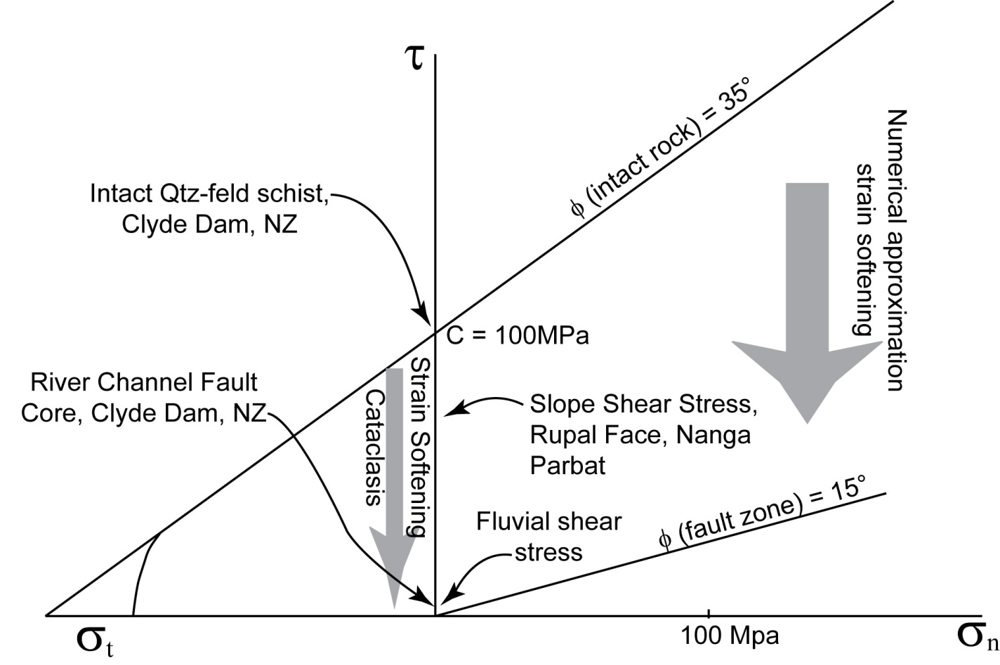 τ
ϕ (intact rock) = 35°
Numerical approximation
strain softening
Intact Qtz-feld schist,
Clyde Dam, NZ
C = 100MPa
River Channel Fault
Core, Clyde Dam, NZ
Strain Softening
Cataclasis
Slope Shear Stress,
Rupal Face, Nanga
Parbat
Fluvial shear
stress
ϕ (fault zone) = 15°
σt
100 Mpa
σn